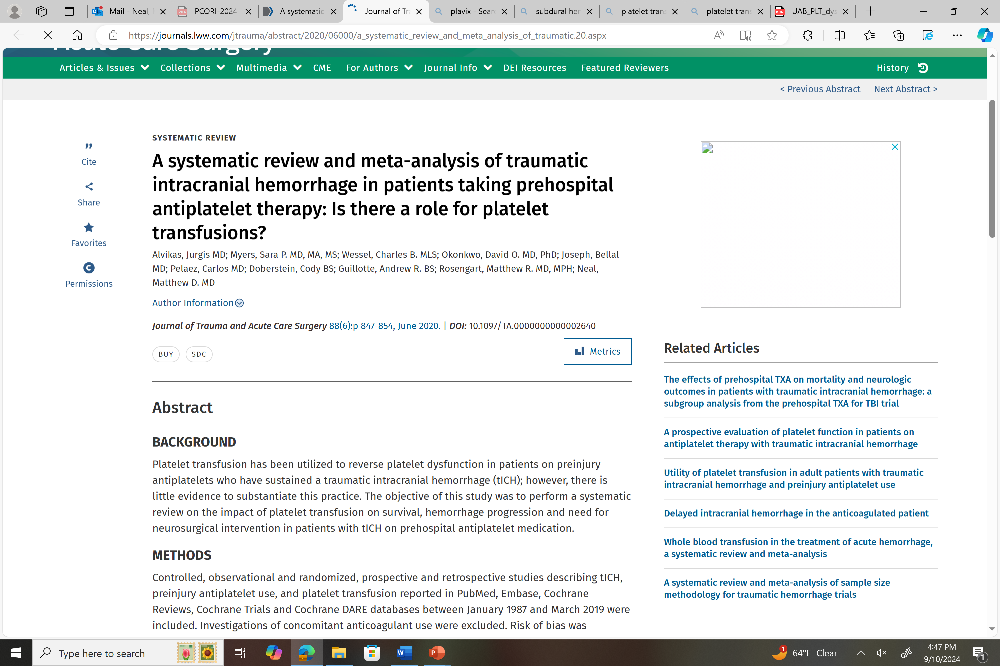 Mail - Neal,
PCORI-2024-
A systematic
Journal of Tra
plavix - Sear
subdural her
platelet trans
platelet trans
UAB_PLT_dys
https://journals.lww.com/jtrauma/abstract/2020/06000/a_systematic_review_and_meta_analysis_of_traumatic.20.aspx
Acute Care Surgery
Articles & Issues Collections Multimedia CME For Authors Journal Info DEI Resources Featured Reviewers History
< Previous Abstract Next Abstract >
Cite
Share
Favorites
Permissions
SYSTEMATIC REVIEW
A systematic review and meta-analysis of traumatic
intracranial hemorrhage in patients taking prehospital
antiplatelet therapy: Is there a role for platelet
transfusions?
Alvikas, Jurgis MD; Myers, Sara P. MD, MA, MS; Wessel, Charles B. MLS; Okonkwo, David O. MD, PhD; Joseph, Bellal
MD; Pelaez, Carlos MD; Doberstein, Cody BS; Guillotte, Andrew R. BS; Rosengart, Matthew R. MD, MPH; Neal,
Matthew D. MD
Author Information
Journal of Trauma and Acute Care Surgery 88(6):p 847-854, June 2020. | DOI: 10.1097/TA.0000000000002640
BUY SDC
Metrics
Abstract
BACKGROUND
Platelet transfusion has been utilized to reverse platelet dysfunction in patients on preinjury
antiplatelets who have sustained a traumatic intracranial hemorrhage (tICH); however, there is
little evidence to substantiate this practice. The objective of this study was to perform a systematic
review on the impact of platelet transfusion on survival, hemorrhage progression and need for
neurosurgical intervention in patients with tICH on prehospital antiplatelet medication.
METHODS
Controlled, observational and randomized, prospective and retrospective studies describing tICH,
preinjury antiplatelet use, and platelet transfusion reported in PubMed, Embase, Cochrane
Reviews, Cochrane Trials and Cochrane DARE databases between January 1987 and March 2019 were
included. Investigations of concomitant anticoagulant use were excluded. Risk of bias was
Related Articles
The effects of prehospital TXA on mortality and neurologic
outcomes in patients with traumatic intracranial hemorrhage: a
subgroup analysis from the prehospital TXA for TBI trial
A prospective evaluation of platelet function in patients on
antiplatelet therapy with traumatic intracranial hemorrhage
Utility of platelet transfusion in adult patients with traumatic
intracranial hemorrhage and preinjury antiplatelet use
Delayed intracranial hemorrhage in the anticoagulated patient
Whole blood transfusion in the treatment of acute hemorrhage,
a systematic review and meta-analysis
A systematic review and meta-analysis of sample size
methodology for traumatic hemorrhage trials
Type here to search
1
64°F Clear
4:47 PM
9/10/2024
1